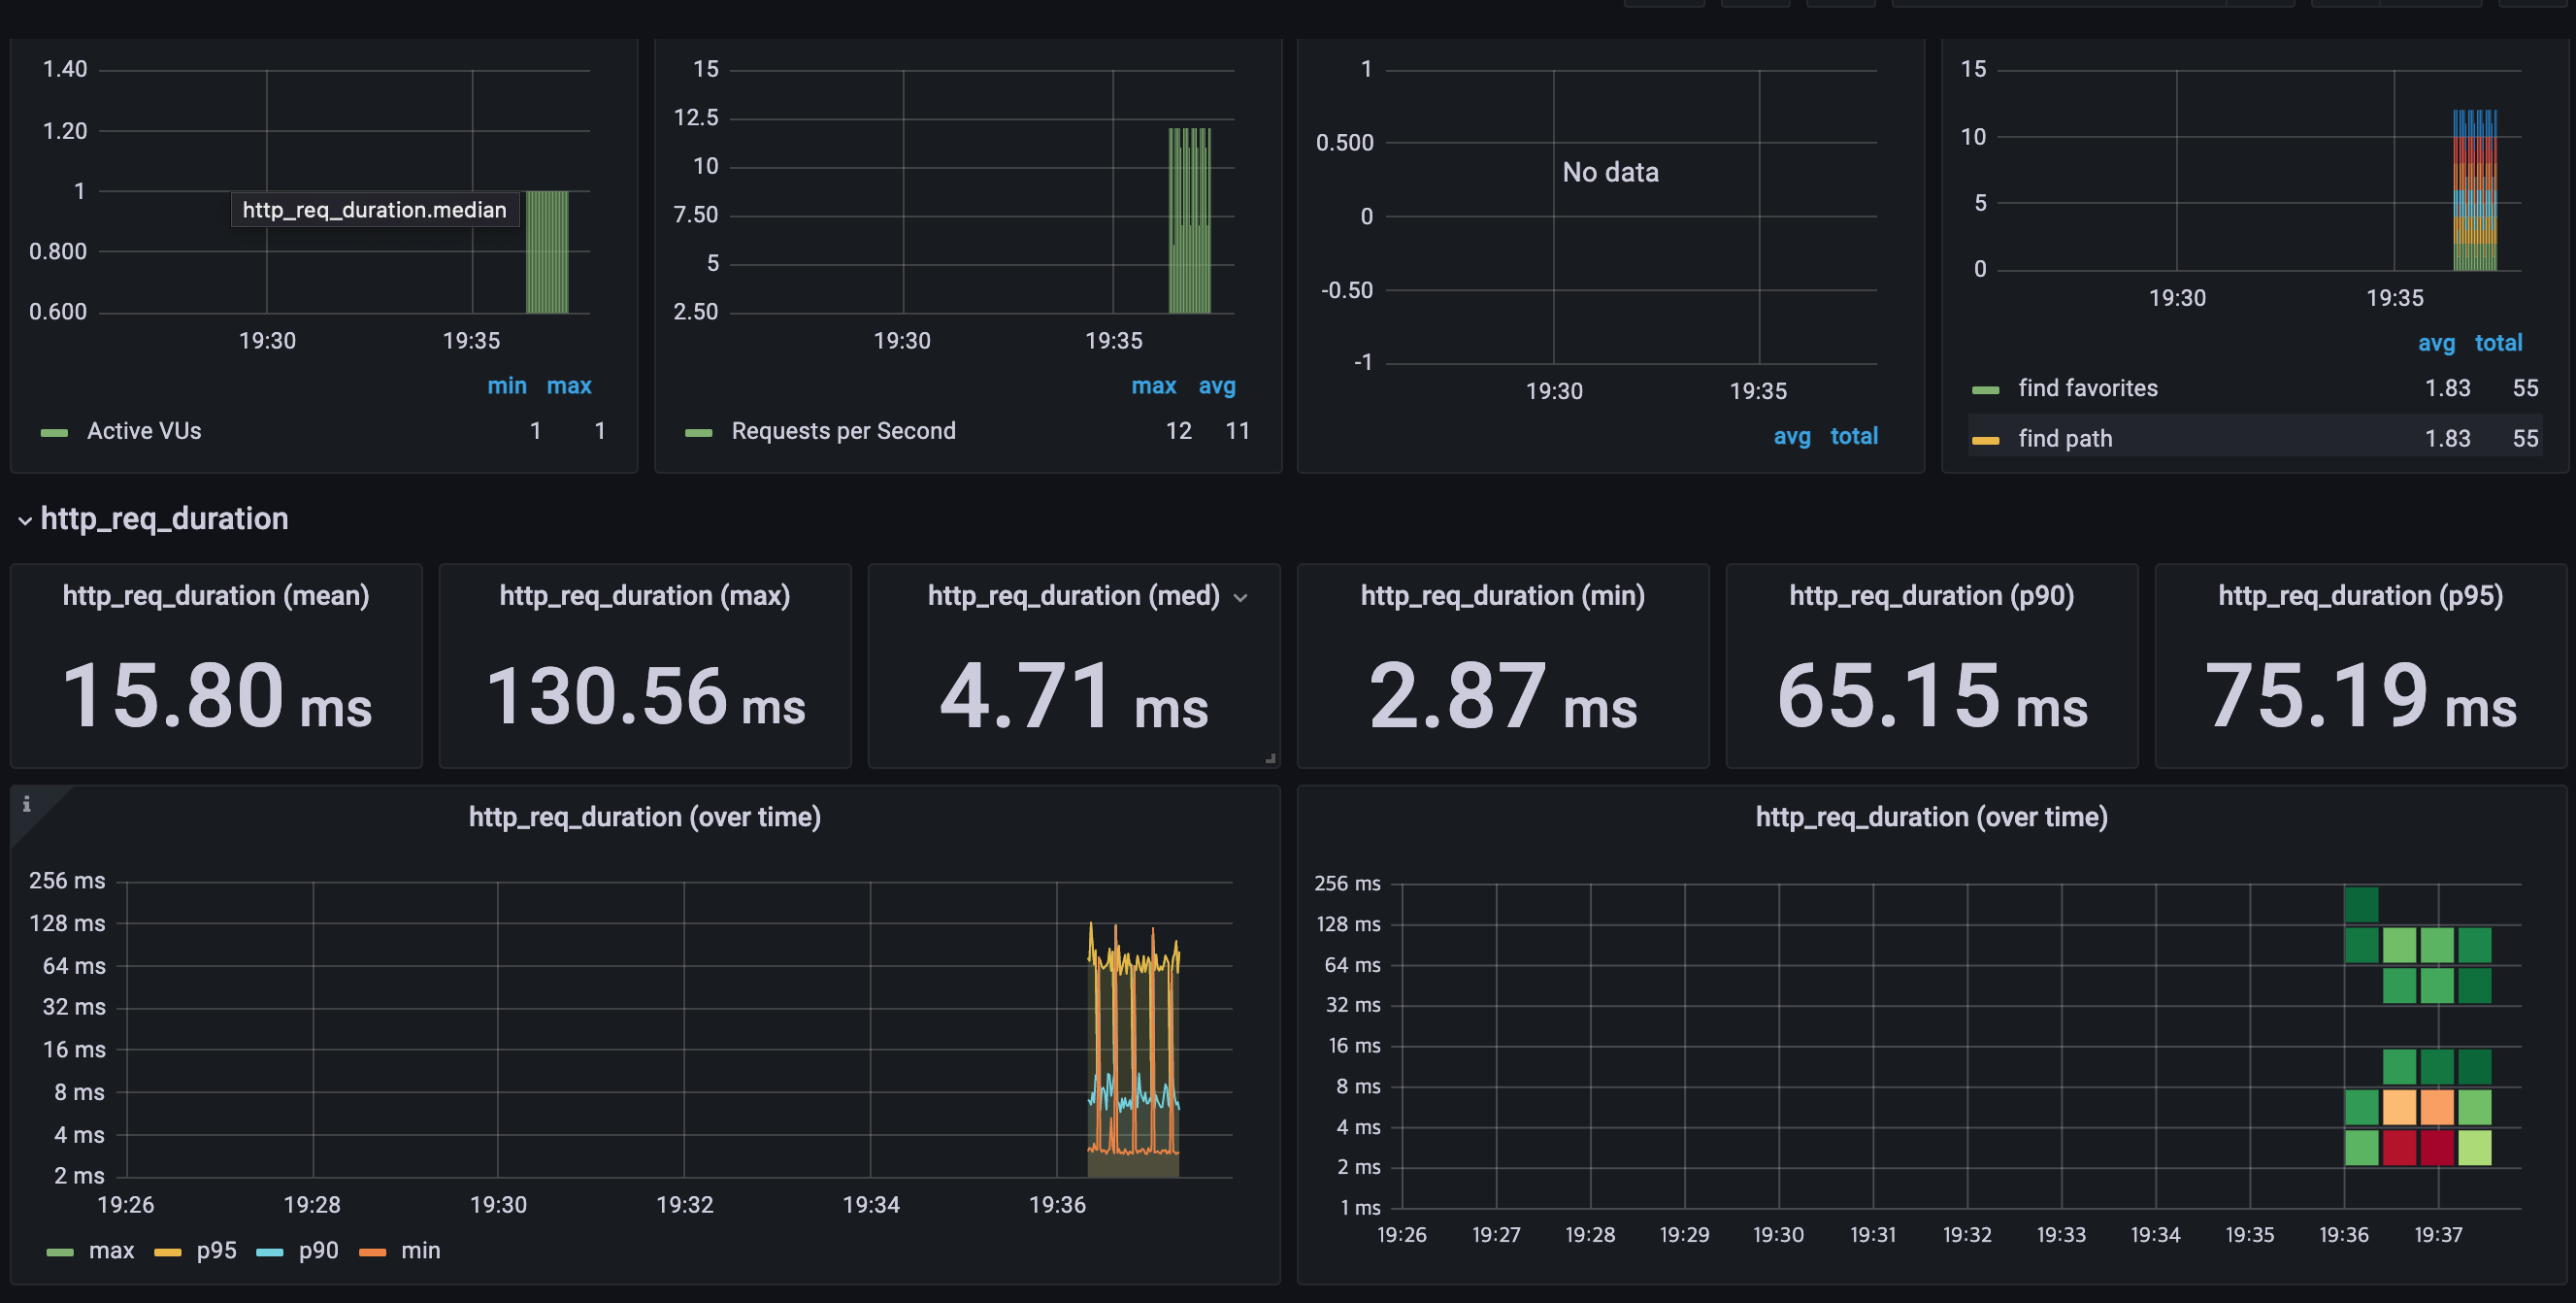 1.40
1.20
1
0.800
0.600
19:30 19:35
http_req_duration.median
min max
Active VUs 1 1
15
12.5
10
7.50
5
2.50
19:30 19:35
max avg
Requests per Second 12 11
1
0.500
0
-0.50
-1
No data
19:30 19:35
avg total
15
10
5
0
19:30 19:35
avg total
find favorites 1.83 55
find path 1.83 55
http_req_duration
http_req_duration (mean)
15.80 ms
http_req_duration (max)
130.56 ms
http_req_duration (med)
4.71 ms
http_req_duration (min)
2.87 ms
http_req_duration (p90)
65.15 ms
http_req_duration (p95)
75.19 ms
i
http_req_duration (over time)
256 ms
128 ms
64 ms
32 ms
16 ms
8 ms
4 ms
2 ms
19:26 19:28 19:30 19:32 19:34 19:36
max p95 p90 min
http_req_duration (over time)
256 ms
128 ms
64 ms
32 ms
16 ms
8 ms
4 ms
2 ms
1 ms
19:26 19:27 19:28 19:29 19:30 19:31 19:32 19:33 19:34 19:35 19:36 19:37